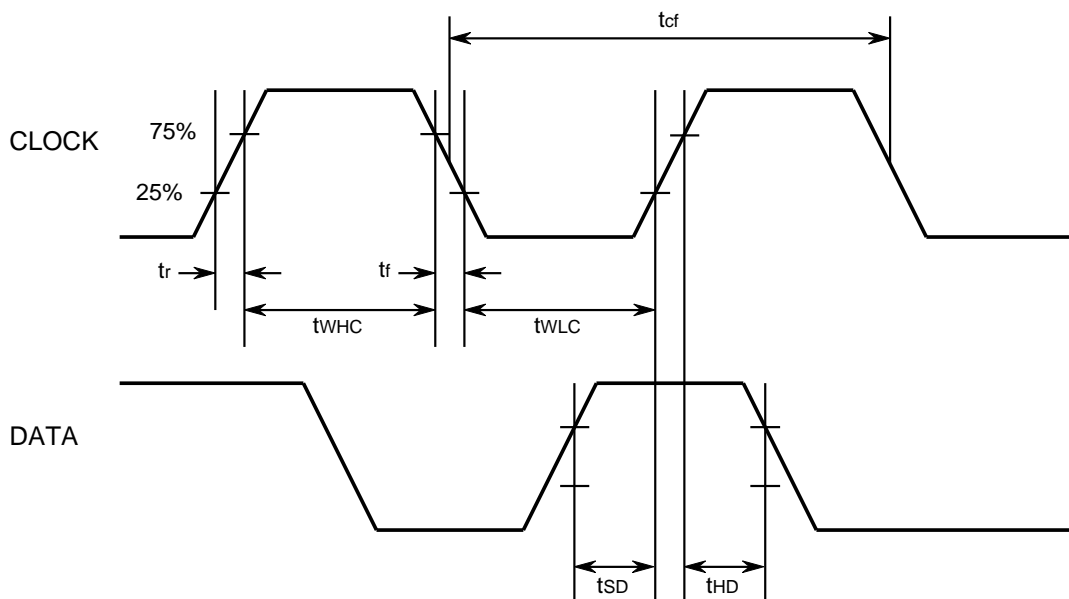 tcf
CLOCK
75%
25%
tr
tf
tWHC
tWLC
DATA
tSD
tHD